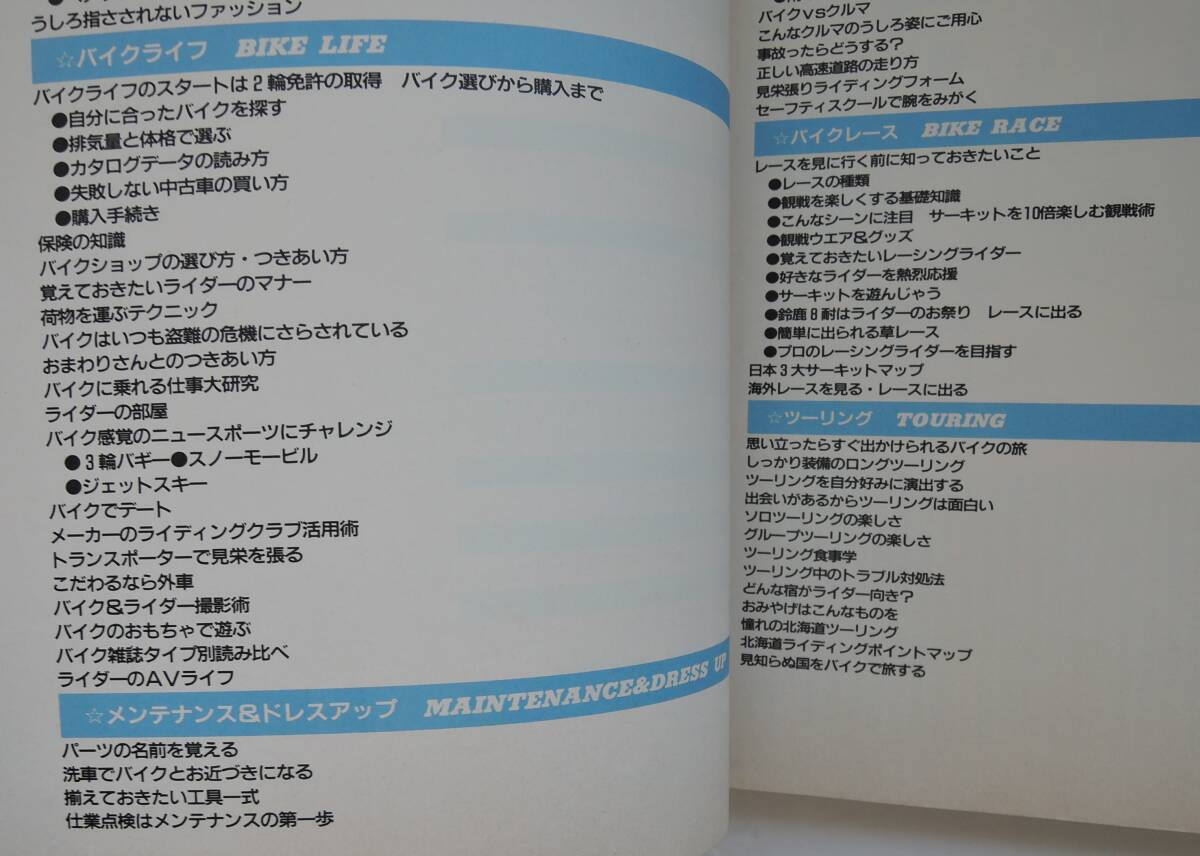 うしろ指さされないファッション
☆バイクライフ BIKE LIFE
バイクライフのスタートは2輪免許の取得 バイク選びから購入まで
●自分に合ったバイクを探す
●排気量と体格で選ぶ
●カタログデータの読み方
●失敗しない中古車の買い方
●購入手続き
保険の知識
バイクショップの選び方・つきあい方
覚えておきたいライダーのマナー
荷物を運ぶテクニック
バイクはいつも盗難の危機にさらされている
おまわりさんとのつきあい方
バイクに乗れる仕事大研究
ライダーの部屋
バイク感覚のニュースポーツにチャレンジ
●3輪バギー●スノーモービル
●ジェットスキー
バイクでデート
メーカーのライディングクラブ活用術
トランスポーターで見栄を張る
こだわるなら外車
バイク&ライダー撮影術
バイクのおもちゃで遊ぶ
バイク雑誌タイプ別読み比べ
ライダーのAVライフ
☆メンテナンス&ドレスアップ MAINTENANCE&DRESS UP
パーツの名前を覚える
洗車でバイクとお近づきになる
揃えておきたい工具一式
仕業点検はメンテナンスの第一歩
バイクvsクルマ
こんなクルマのうしろ姿にご用心
事故ったらどうする?
正しい高速道路の走り方
見栄張りライディングフォーム
セーフティスクールで腕をみがく
☆バイクレース BIKE RACE
レースを見に行く前に知っておきたいこと
●レースの種類
●観戦を楽しくする基礎知識
●こんなシーンに注目 サーキットを10倍楽しむ観戦術
●観戦ウエア&グッズ
●覚えておきたいレーシングライダー
●好きなライダーを熱烈応援
●サーキットを遊んじゃう
●鈴鹿8耐はライダーのお祭り レースに出る
●簡単に出られる草レース
●プロのレーシングライダーを目指す
日本3大サーキットマップ
海外レースを見る・レースに出る
☆ツーリング TOURING
思い立ったらすぐ出かけられるバイクの旅
しっかり装備のロングツーリング
ツーリングを自分好みに演出する
出会いがあるからツーリングは面白い
ソロツーリングの楽しさ
グループツーリングの楽しさ
ツーリング食事学
ツーリング中のトラブル対処法
どんな宿がライダー向き?
おみやげはこんなものを
憧れの北海道ツーリング
北海道ライディングポイントマップ
見知らぬ国をバイクで旅する